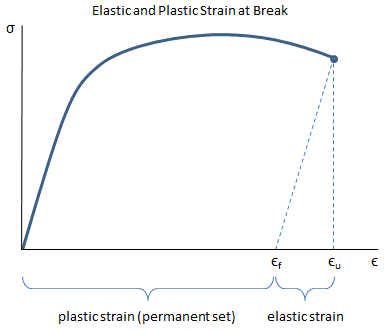 Elastic and Plastic Strain at Break
σ
ϵf ϵu ϵ
plastic strain (permanent set) elastic strain